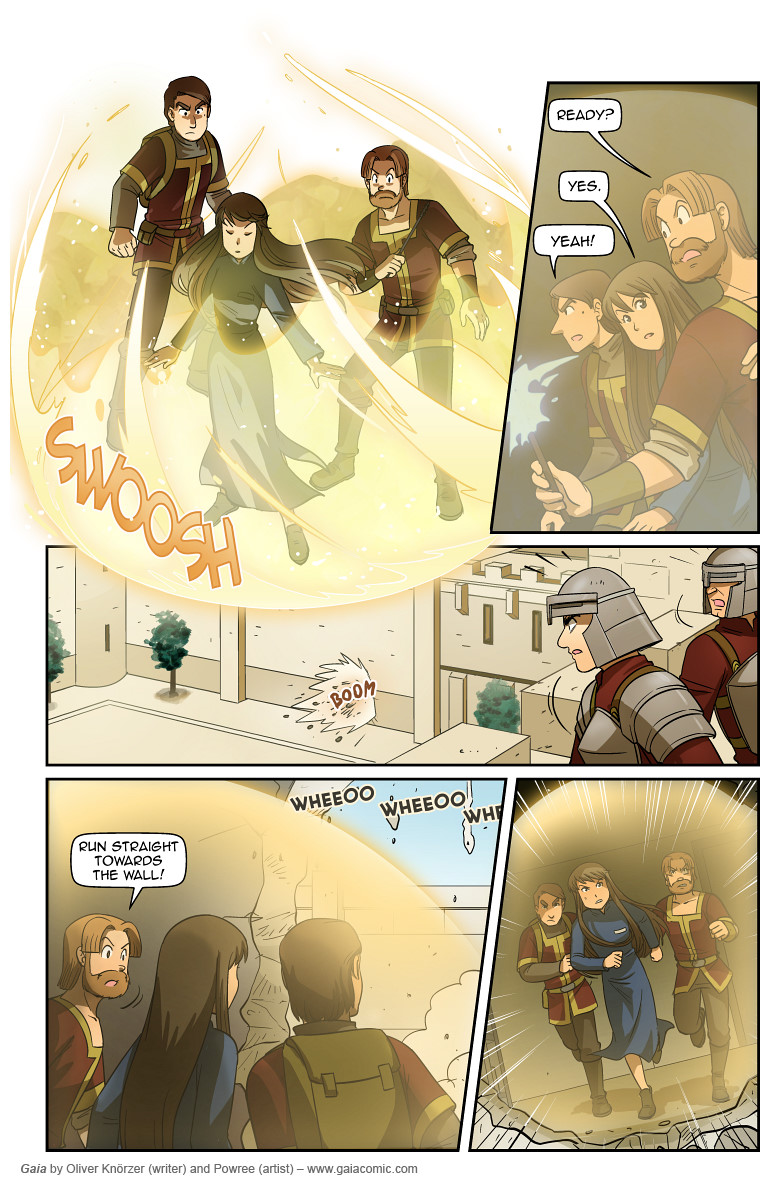 SWOOSH
READY?
YES.
YEAH!
BOOM
WHEEOO WHEEOO WHE
RUN STRAIGHT
TOWARDS
THE WALL!
Gaia by Oliver Knörzer (writer) and Powree (artist) – www.gaiacomic.com